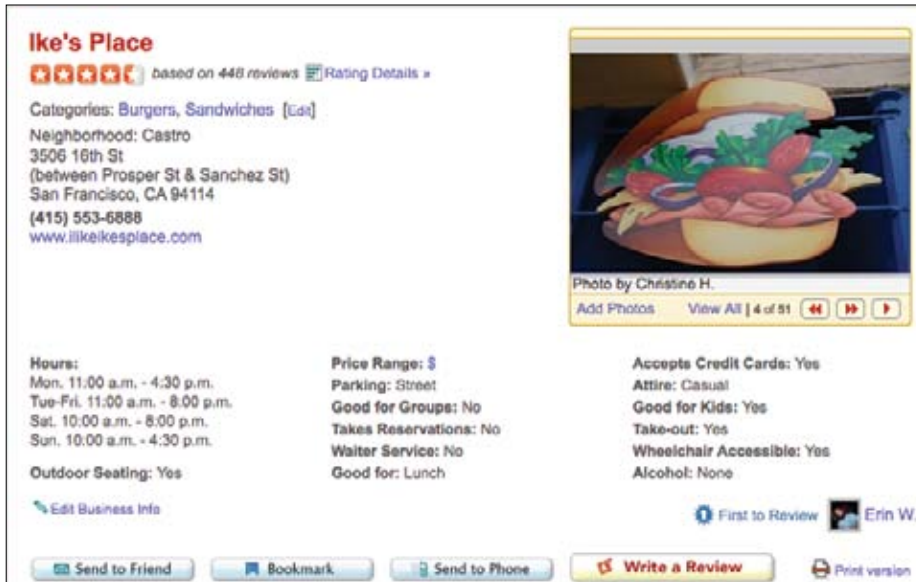 Ike's Place
based on 448 reviews Rating Details »
Categories: Burgers, Sandwiches [Edit]
Neighborhood: Castro
3506 16th St
(between Prosper St & Sanchez St)
San Francisco, CA 94114
(415) 553-6888
www.ilikeikesplace.com
Photo by Christine H.
Add Photos View All | 4 of 51
Hours:
Mon. 11:00 a.m. - 4:30 p.m.
Tue-Fri. 11:00 a.m. - 8:00 p.m.
Sat. 10:00 a.m. - 8:00 p.m.
Sun. 10:00 a.m. - 4:30 p.m.
Outdoor Seating: Yes
Price Range: $
Parking: Street
Good for Groups: No
Takes Reservations: No
Waiter Service: No
Good for: Lunch
Accepts Credit Cards: Yes
Attire: Casual
Good for Kids: Yes
Take-out: Yes
Wheelchair Accessible: Yes
Alcohol: None
Edit Business Info
First to Review Erin W.
Send to Friend Bookmark Send to Phone Write a Review Print version